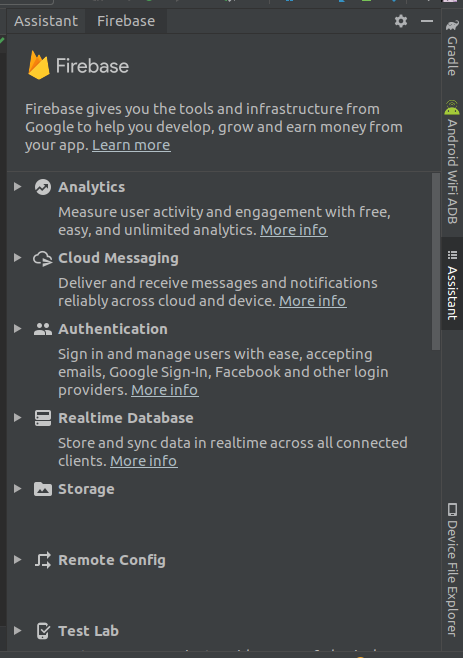 Assistant Firebase
Firebase
Firebase gives you the tools and infrastructure from
Google to help you develop, grow and earn money from
your app. Learn more
Analytics
Measure user activity and engagement with free,
easy, and unlimited analytics. More info
Cloud Messaging
Deliver and receive messages and notifications
reliably across cloud and device. More info
Authentication
Sign in and manage users with ease, accepting
emails, Google Sign-In, Facebook and other login
providers. More info
Realtime Database
Store and sync data in realtime across all connected
clients. More info
Storage
Remote Config
Test Lab
Gradle
Android WiFi ADB
Assistant
Device File Explorer